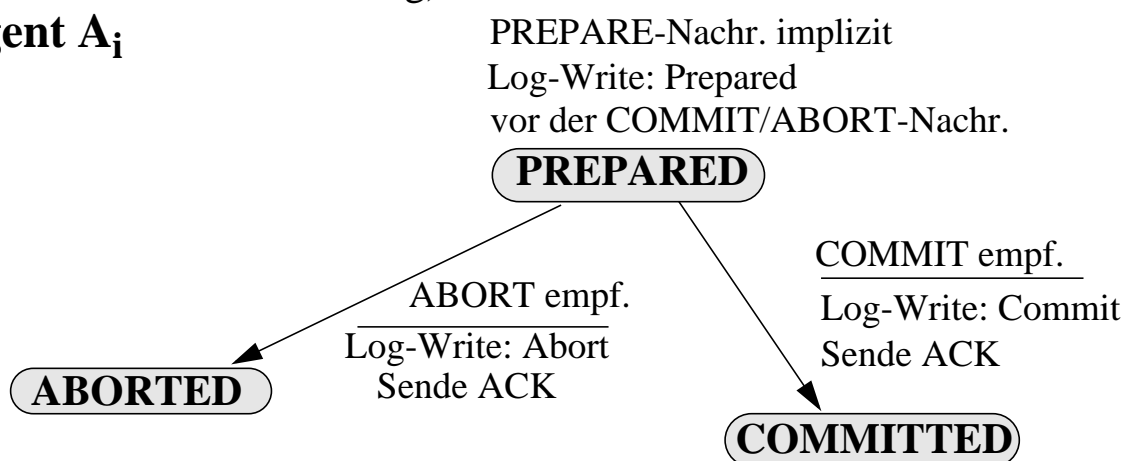 gent Ai
PREPARE-Nachr. implizit
Log-Write: Prepared
vor der COMMIT/ABORT-Nachr.
PREPARED
COMMIT empf.
Log-Write: Commit
Sende ACK
ABORT empf.
Log-Write: Abort
Sende ACK
ABORTED
COMMITTED